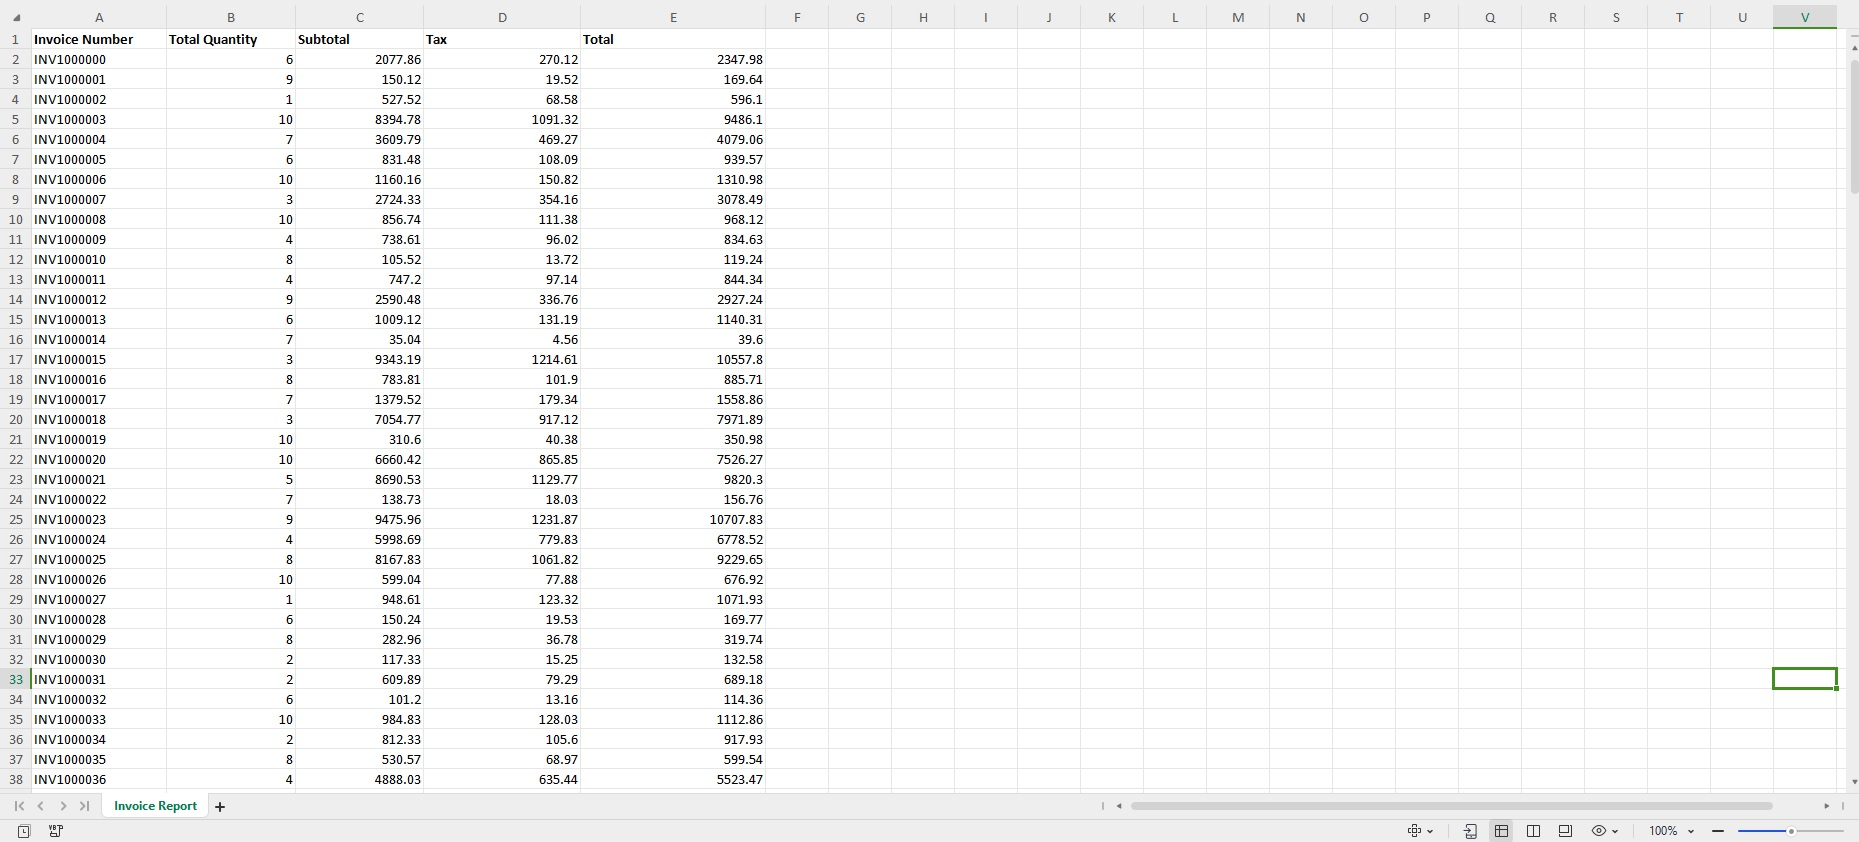 A B C D E F G H I J K L M N O P Q R S T U V
1 Invoice Number Total Quantity Subtotal Tax Total
2 INV1000000 6 2077.86 270.12 2347.98
3 INV1000001 9 150.12 19.52 169.64
4 INV1000002 1 527.52 68.58 596.1
5 INV1000003 10 8394.78 1091.32 9486.1
6 INV1000004 7 3609.79 469.27 4079.06
7 INV1000005 6 831.48 108.09 939.57
8 INV1000006 10 1160.16 150.82 1310.98
9 INV1000007 3 2724.33 354.16 3078.49
10 INV1000008 10 856.74 111.38 968.12
11 INV1000009 4 738.61 96.02 834.63
12 INV1000010 8 105.52 13.72 119.24
13 INV1000011 4 747.2 97.14 844.34
14 INV1000012 9 2590.48 336.76 2927.24
15 INV1000013 6 1009.12 131.19 1140.31
16 INV1000014 7 35.04 4.56 39.6
17 INV1000015 3 9343.19 1214.61 10557.8
18 INV1000016 8 783.81 101.9 885.71
19 INV1000017 7 1379.52 179.34 1558.86
20 INV1000018 3 7054.77 917.12 7971.89
21 INV1000019 10 310.6 40.38 350.98
22 INV1000020 10 6660.42 865.85 7526.27
23 INV1000021 5 8690.53 1129.77 9820.3
24 INV1000022 7 138.73 18.03 156.76
25 INV1000023 9 9475.96 1231.87 10707.83
26 INV1000024 4 5998.69 779.83 6778.52
27 INV1000025 8 8167.83 1061.82 9229.65
28 INV1000026 10 599.04 77.88 676.92
29 INV1000027 1 948.61 123.32 1071.93
30 INV1000028 6 150.24 19.53 169.77
31 INV1000029 8 282.96 36.78 319.74
32 INV1000030 2 117.33 15.25 132.58
33 INV1000031 2 609.89 79.29 689.18
34 INV1000032 6 101.2 13.16 114.36
35 INV1000033 10 984.83 128.03 1112.86
36 INV1000034 2 812.33 105.6 917.93
37 INV1000035 8 530.57 68.97 599.54
38 INV1000036 4 4888.03 635.44 5523.47
Invoice Report +
100%